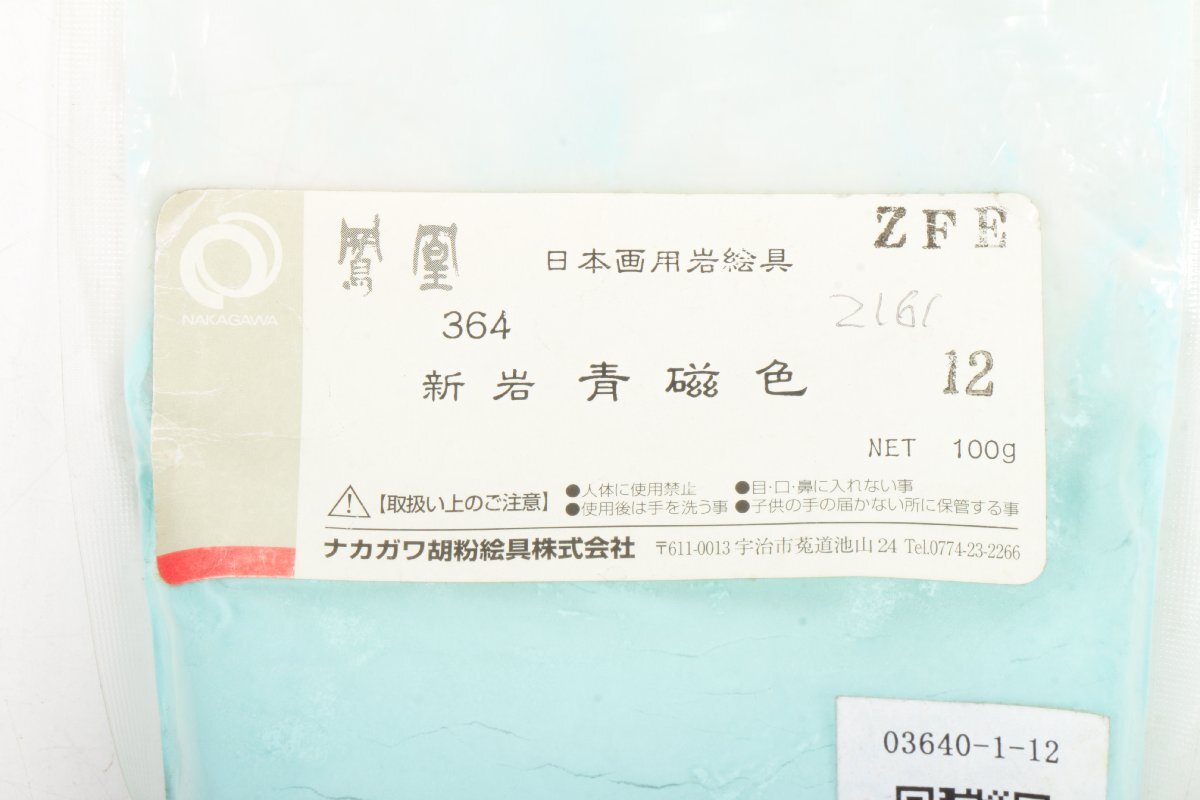 NAKAGAWA
鳳凰
日本画用岩絵具
ZFE
364
2161
新岩 青磁色
12
NET 100g
【取扱い上のご注意】
●人体に使用禁止 ●目・口・鼻に入れない事
●使用後は手を洗う事 ●子供の手の届かない所に保管する事
ナカガワ胡粉絵具株式会社 〒611-0013 宇治市菟道池山24 Tel.0774-23-2266
03640-1-12